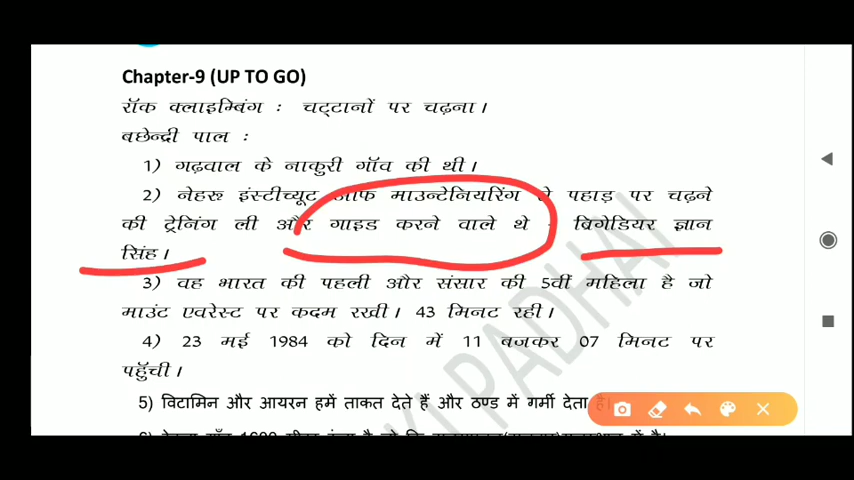 Chapter-9 (UP TO GO)
रॉक क्लाइम्बिंग : चट्टानों पर चढ़ना।
बछेन्द्री पाल :
1) गढ़वाल के नाकुरी गॉव की थी।
2) नेहरू इंस्टीच्यूट ऑफ माउन्टेनियरिंग से पहाड़ पर चढ़ने
की ट्रेनिंग ली और गाइड करने वाले थे : ब्रिगेडियर ज्ञान
सिंह।
3) वह भारत की पहली और संसार की 5वीं महिला है जो
माउंट एवरेस्ट पर कदम रखी। 43 मिनट रही।
4) 23 मई 1984 को दिन में 11 बजकर 07 मिनट पर
पहुॅची।
5) विटामिन और आयरन हमें ताकत देते हैं और ठण्ड में गर्मी देता है।
KI PADHAI